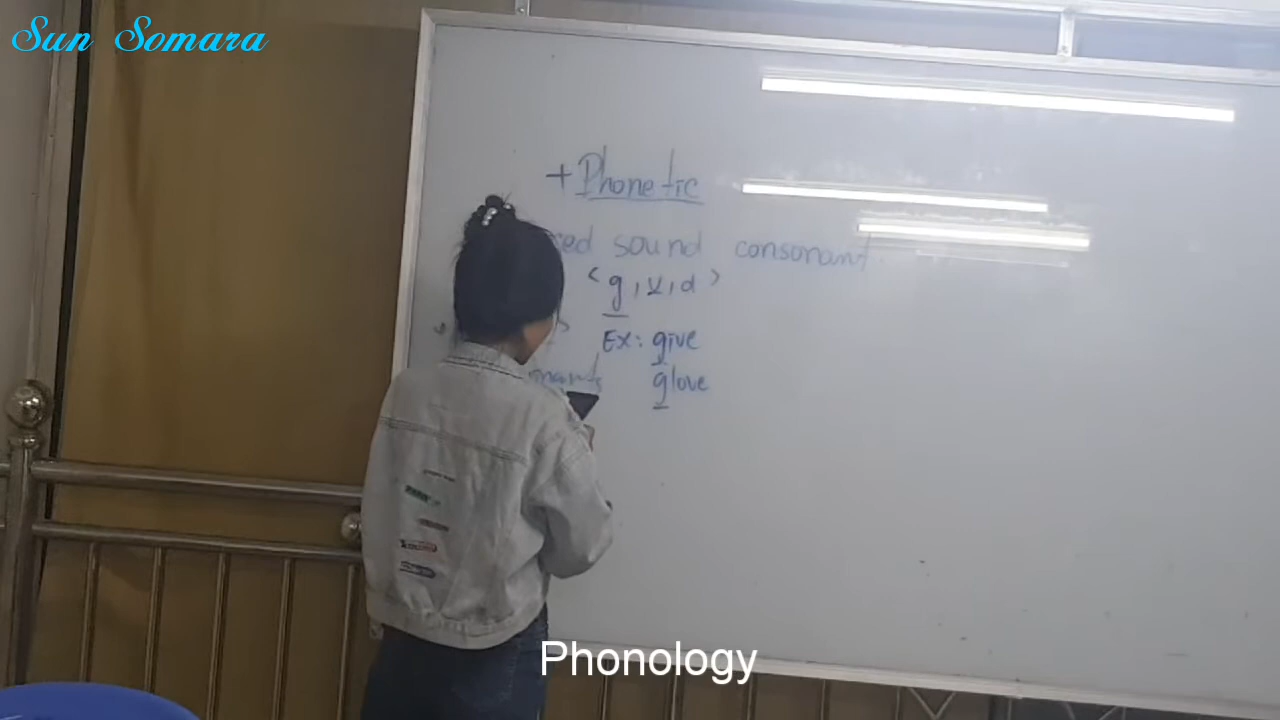 Sun Somara
+ Phonetic
sound consonant
< g, v, d >
Ex: give
glove
Phonology